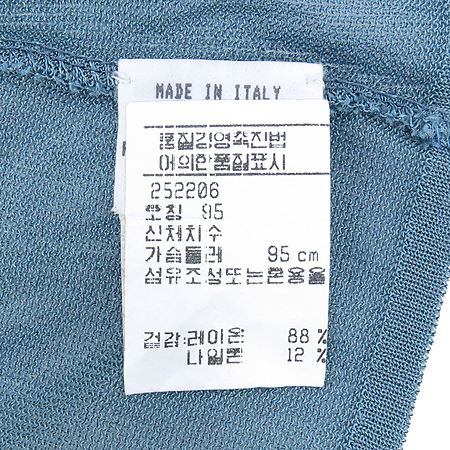 MADE IN ITALY
품질경영촉진법
에의한품질표시
252206
호칭 95
신체치수
가슴둘레 95 cm
섬유조성또는혼용율
겉감:레이온 88 %
나일론 12 %